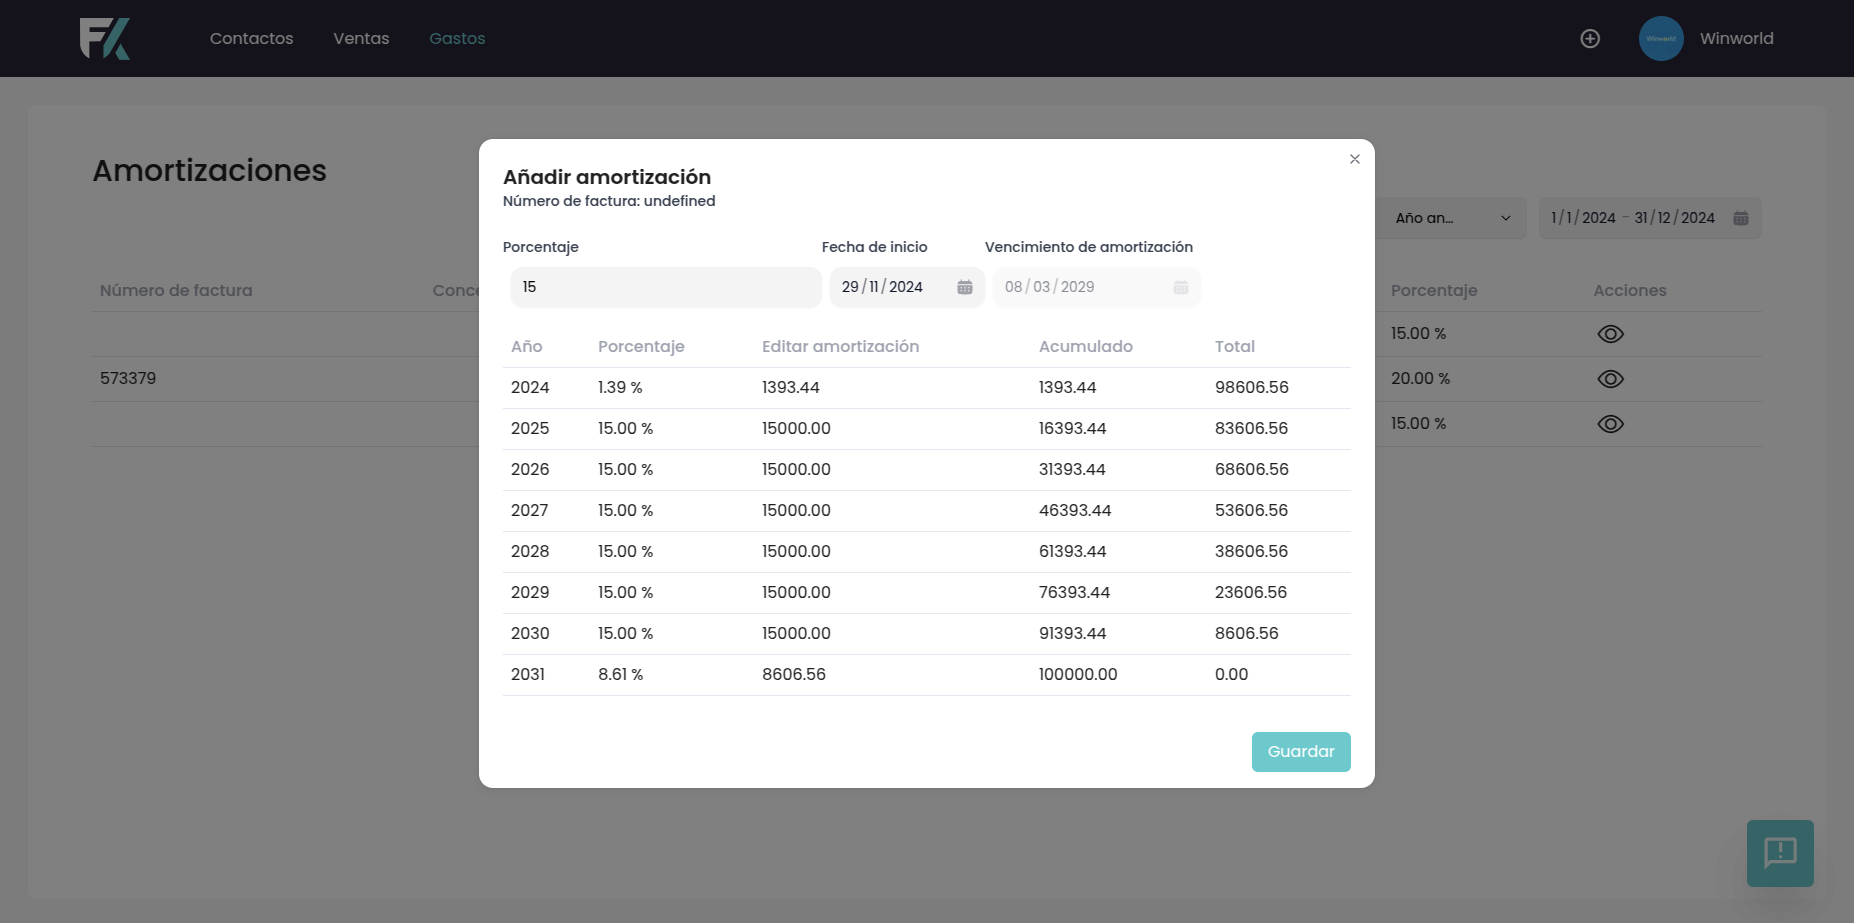 FX
Contactos Ventas Gastos Winworld Winworld
Amortizaciones
Año an... 1/1/2024 – 31/12/2024
Número de factura Conce Porcentaje Acciones
15.00 %
573379 20.00 %
15.00 %
Añadir amortización
Número de factura: undefined
Porcentaje Fecha de inicio Vencimiento de amortización
15 29/11/2024 08/03/2029
Año Porcentaje Editar amortización Acumulado Total
2024 1.39 % 1393.44 1393.44 98606.56
2025 15.00 % 15000.00 16393.44 83606.56
2026 15.00 % 15000.00 31393.44 68606.56
2027 15.00 % 15000.00 46393.44 53606.56
2028 15.00 % 15000.00 61393.44 38606.56
2029 15.00 % 15000.00 76393.44 23606.56
2030 15.00 % 15000.00 91393.44 8606.56
2031 8.61 % 8606.56 100000.00 0.00
Guardar